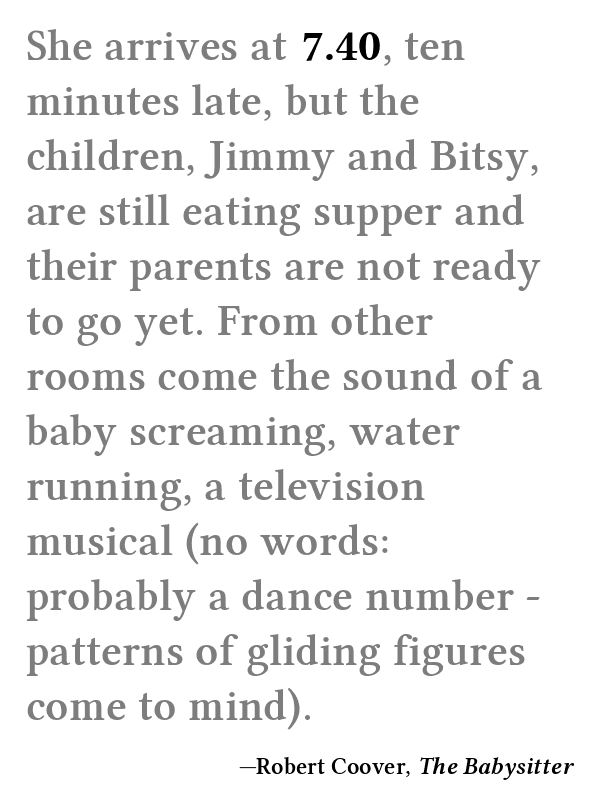 She arrives at 7.40, ten
minutes late, but the
children, Jimmy and Bitsy,
are still eating supper and
their parents are not ready
to go yet. From other
rooms come the sound of a
baby screaming, water
running, a television
musical (no words:
probably a dance number -
patterns of gliding figures
come to mind).
—Robert Coover, The Babysitter